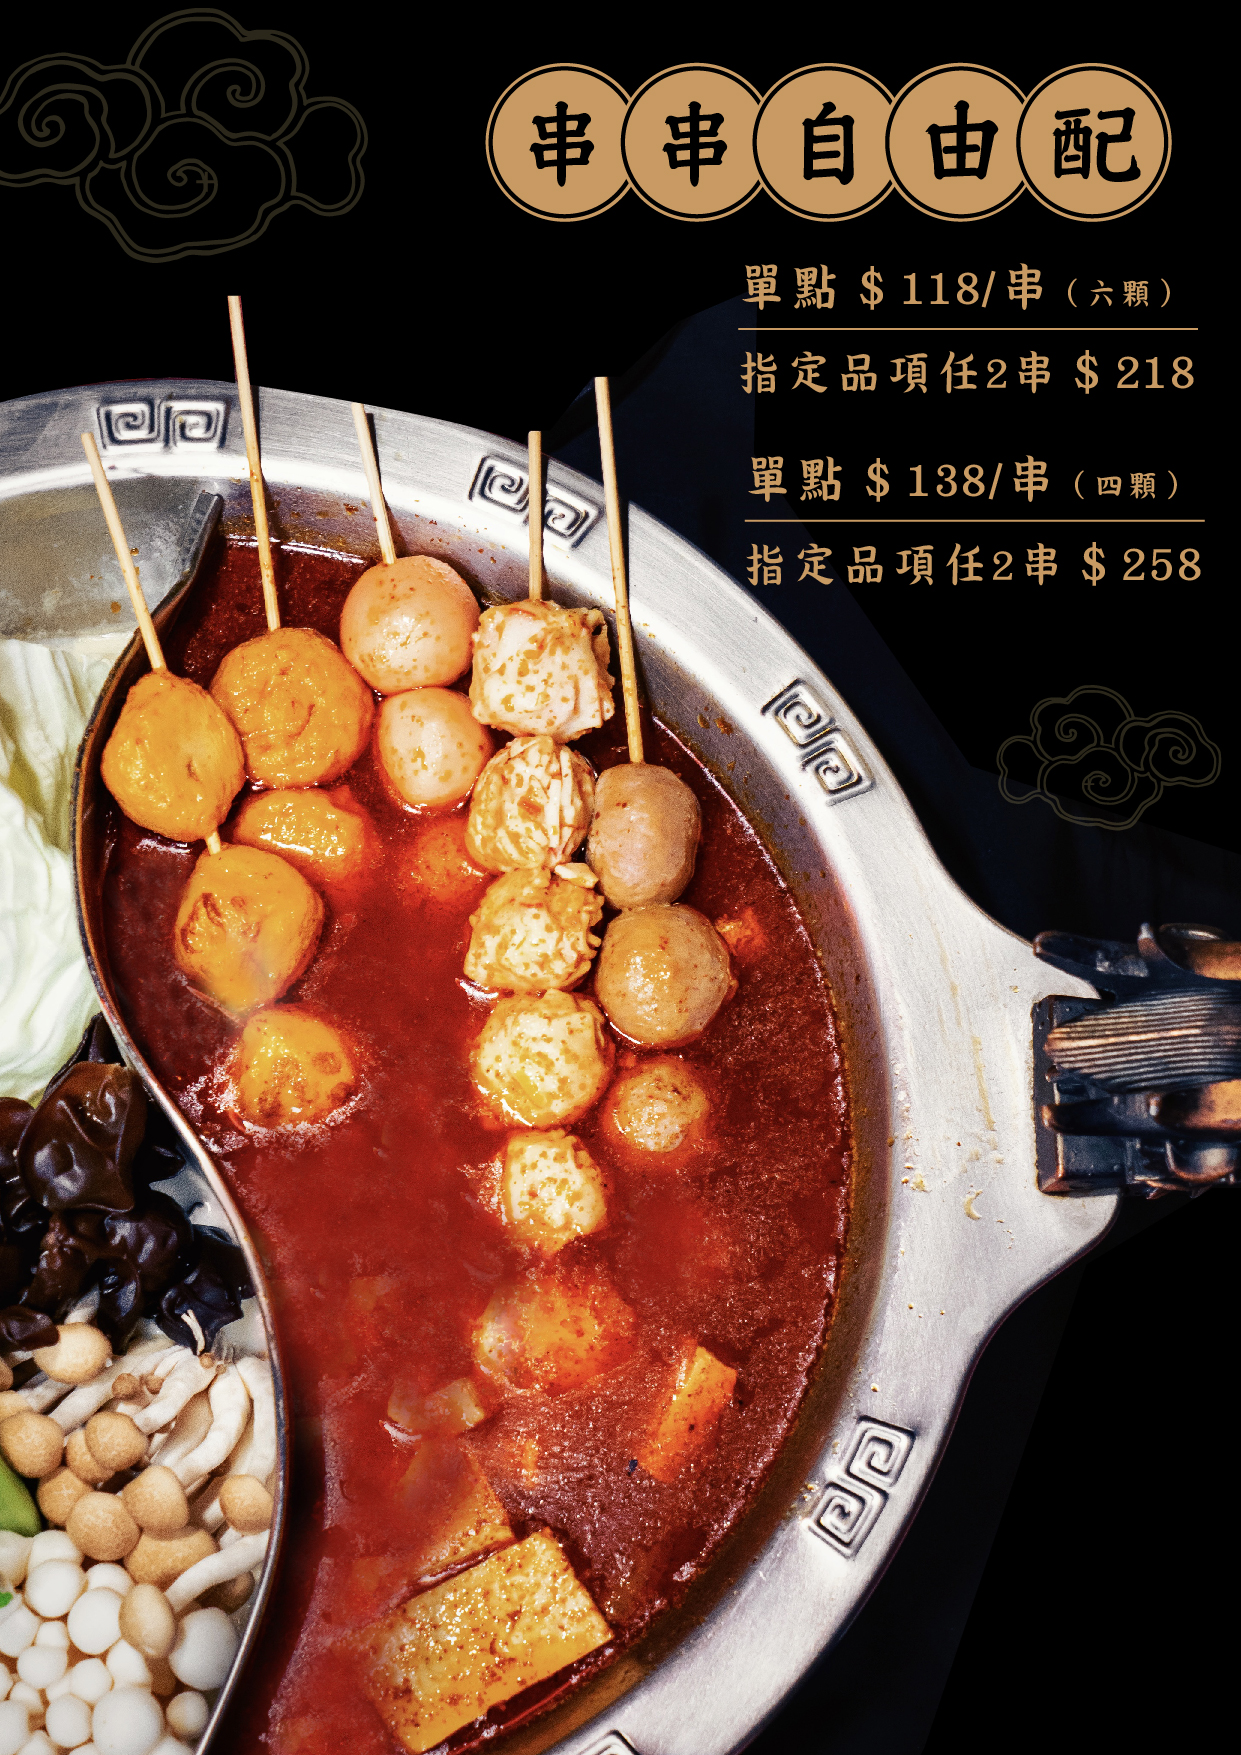 串串自由配
單點 $ 118/串（六顆）
指定品項任2串 $ 218
單點 $ 138/串（四顆）
指定品項任2串 $ 258